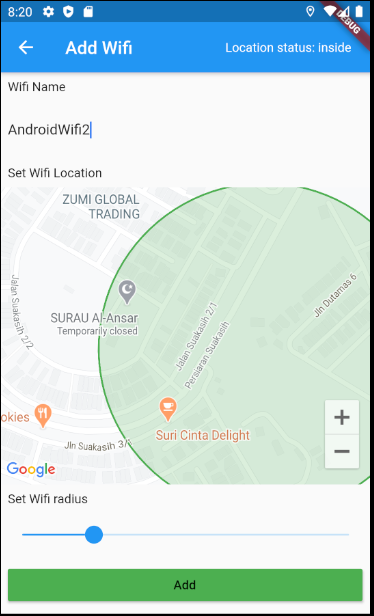 8:20
DEBUG
Add Wifi
Location status: inside
Wifi Name
AndroidWifi2
Set Wifi Location
ZUMI GLOBAL
TRADING
Jalan Suakasih 2/2
SURAU Al-Ansar
Temporarily closed
Jalan Suakasih 2/1
Persiaran Suakasih
Jln Dutamas 6
okies
Suri Cinta Delight
Jln Suakasih 3/1
+
−
Google
Set Wifi radius
Add